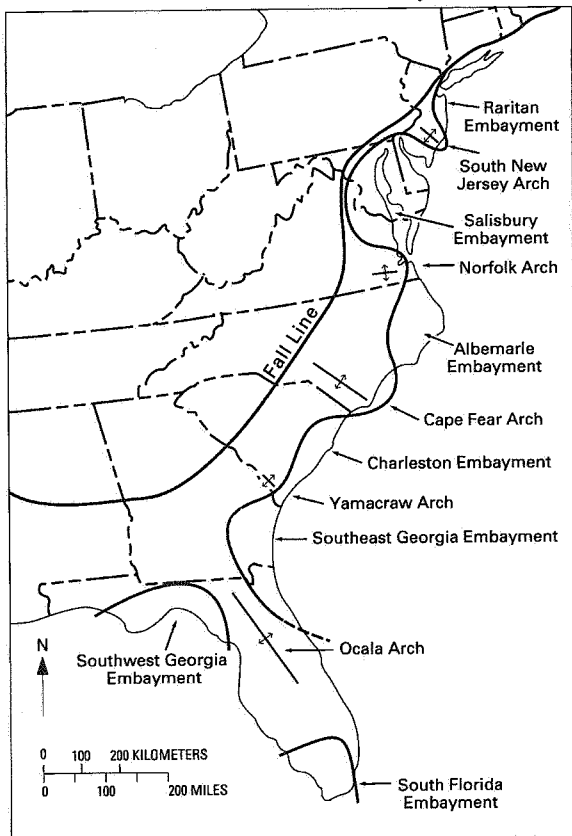 Raritan
Embayment
South New
Jersey Arch
Salisbury
Embayment
Norfolk Arch
Fall Line
Albemarle
Embayment
Cape Fear Arch
Charleston Embayment
Yamacraw Arch
Southeast Georgia Embayment
Ocala Arch
Southwest Georgia
Embayment
N
0 100 200 KILOMETERS
0 100 200 MILES
South Florida
Embayment